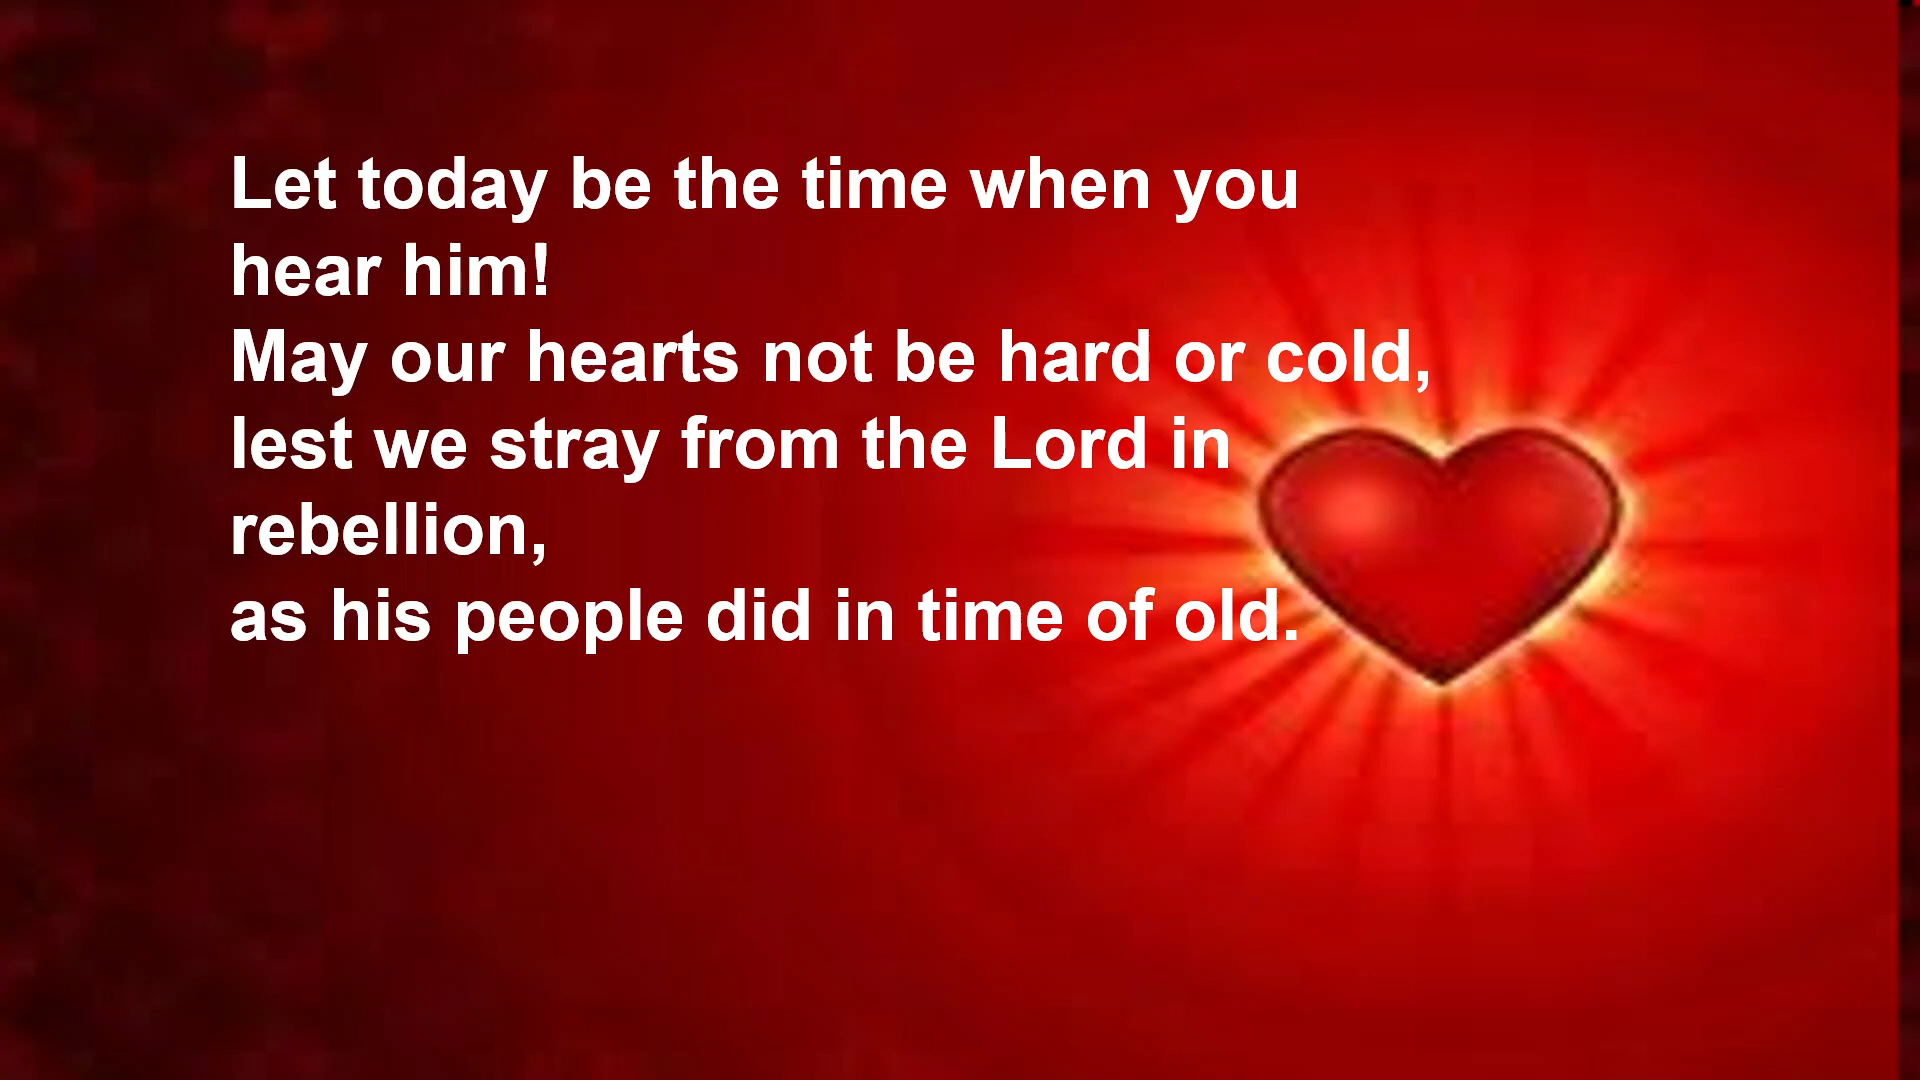 Let today be the time when you
hear him!
May our hearts not be hard or cold,
lest we stray from the Lord in
rebellion,
as his people did in time of old.